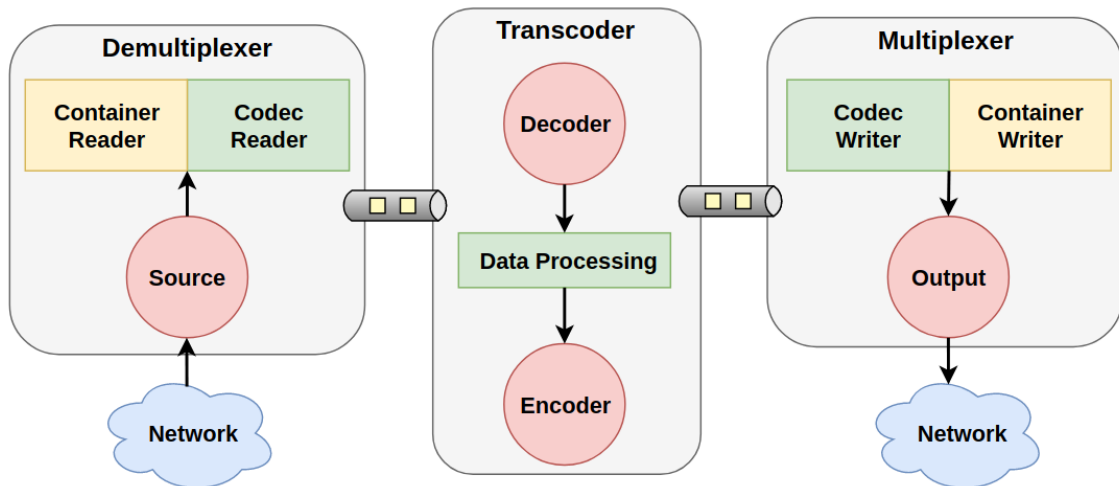 Demultiplexer
Container
Reader
Codec
Reader
Source
Network
Transcoder
Decoder
Data Processing
Encoder
Multiplexer
Codec
Writer
Container
Writer
Output
Network